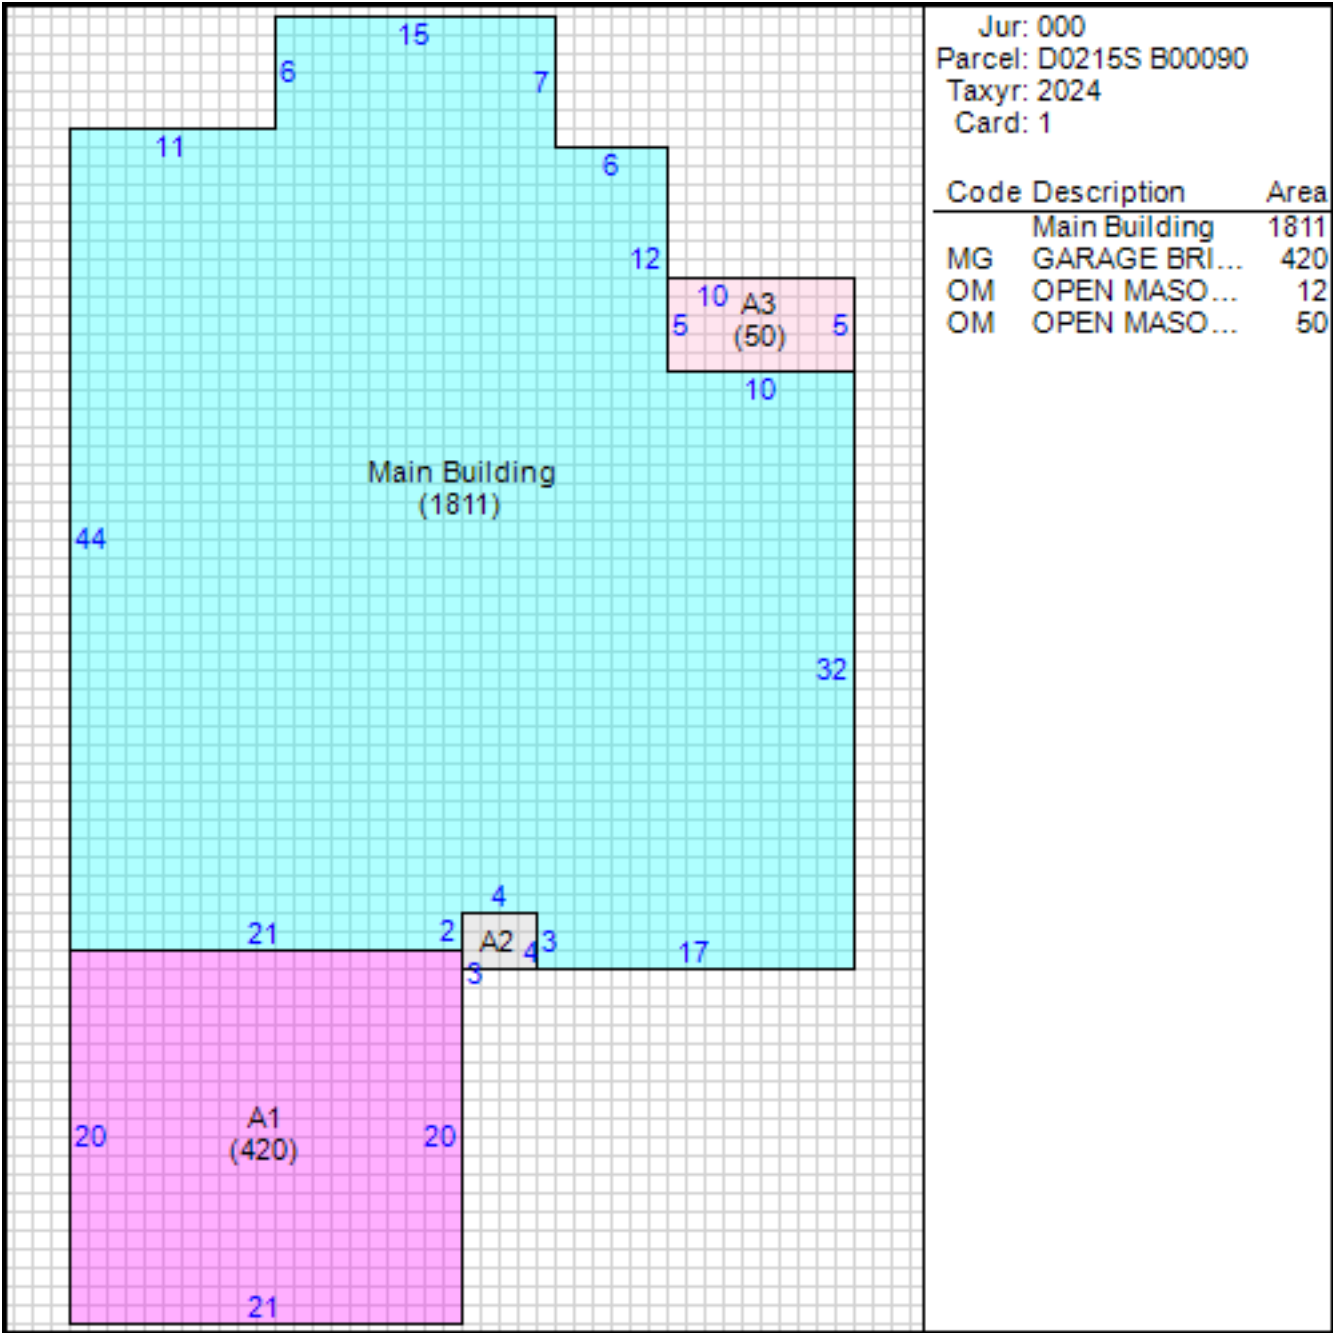 15
6
7
11
6
12
10
A3
5
(50)
5
10
Main Building
(1811)
44
32
4
21
2
A2
4
3
17
3
A1
(420)
20
20
21
Jur: 000
Parcel: D0215S B00090
Taxyr: 2024
Card: 1
Code Description Area
Main Building 1811
MG GARAGE BRI... 420
OM OPEN MASO... 12
OM OPEN MASO... 50